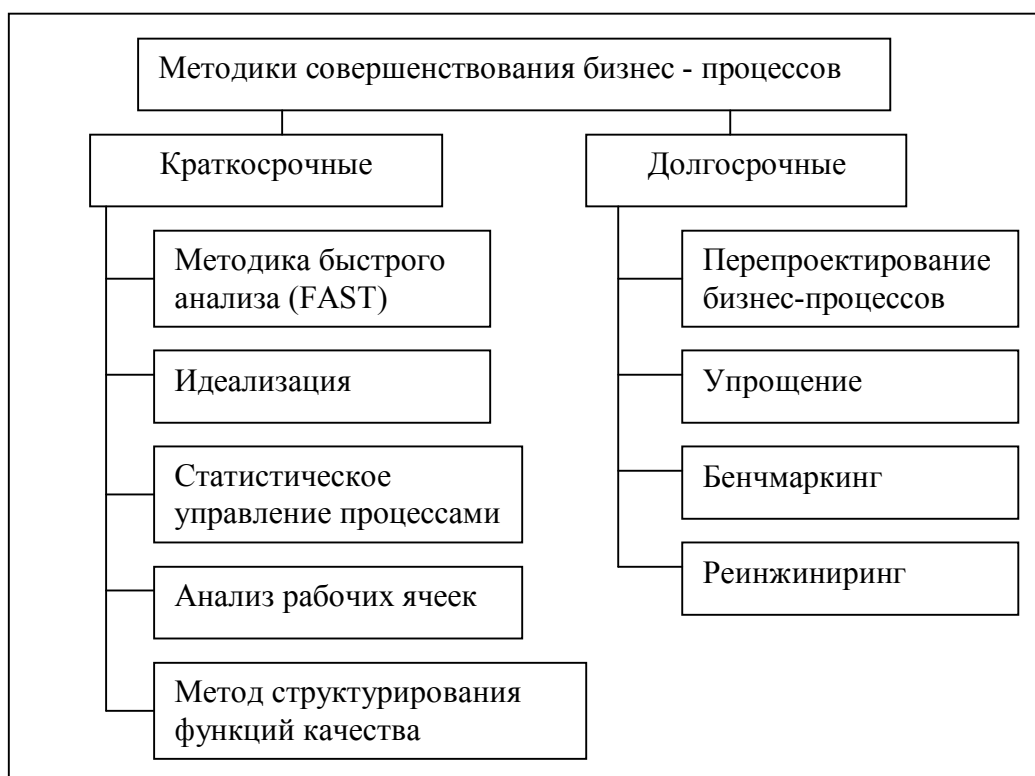 Методики совершенствования бизнес - процессов
Краткосрочные
Методика быстрого
анализа (FAST)
Идеализация
Статистическое
управление процессами
Анализ рабочих ячеек
Метод структурирования
функций качества
Долгосрочные
Перепроектирование
бизнес-процессов
Упрощение
Бенчмаркинг
Реинжиниринг